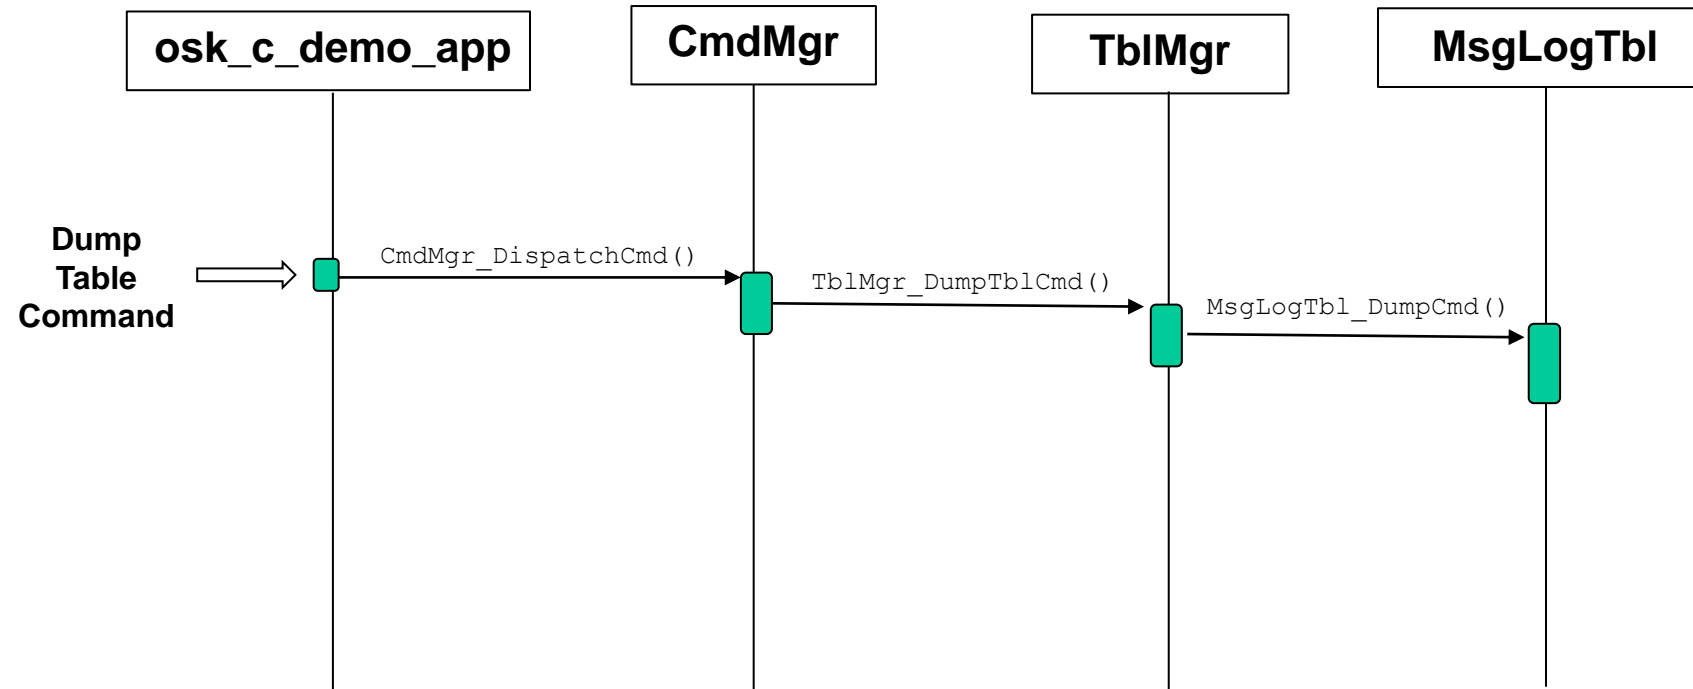 osk_c_demo_app
CmdMgr
TblMgr
MsgLogTbl
Dump
Table
Command
CmdMgr_DispatchCmd()
TblMgr_DumpTblCmd()
MsgLogTbl_DumpCmd()